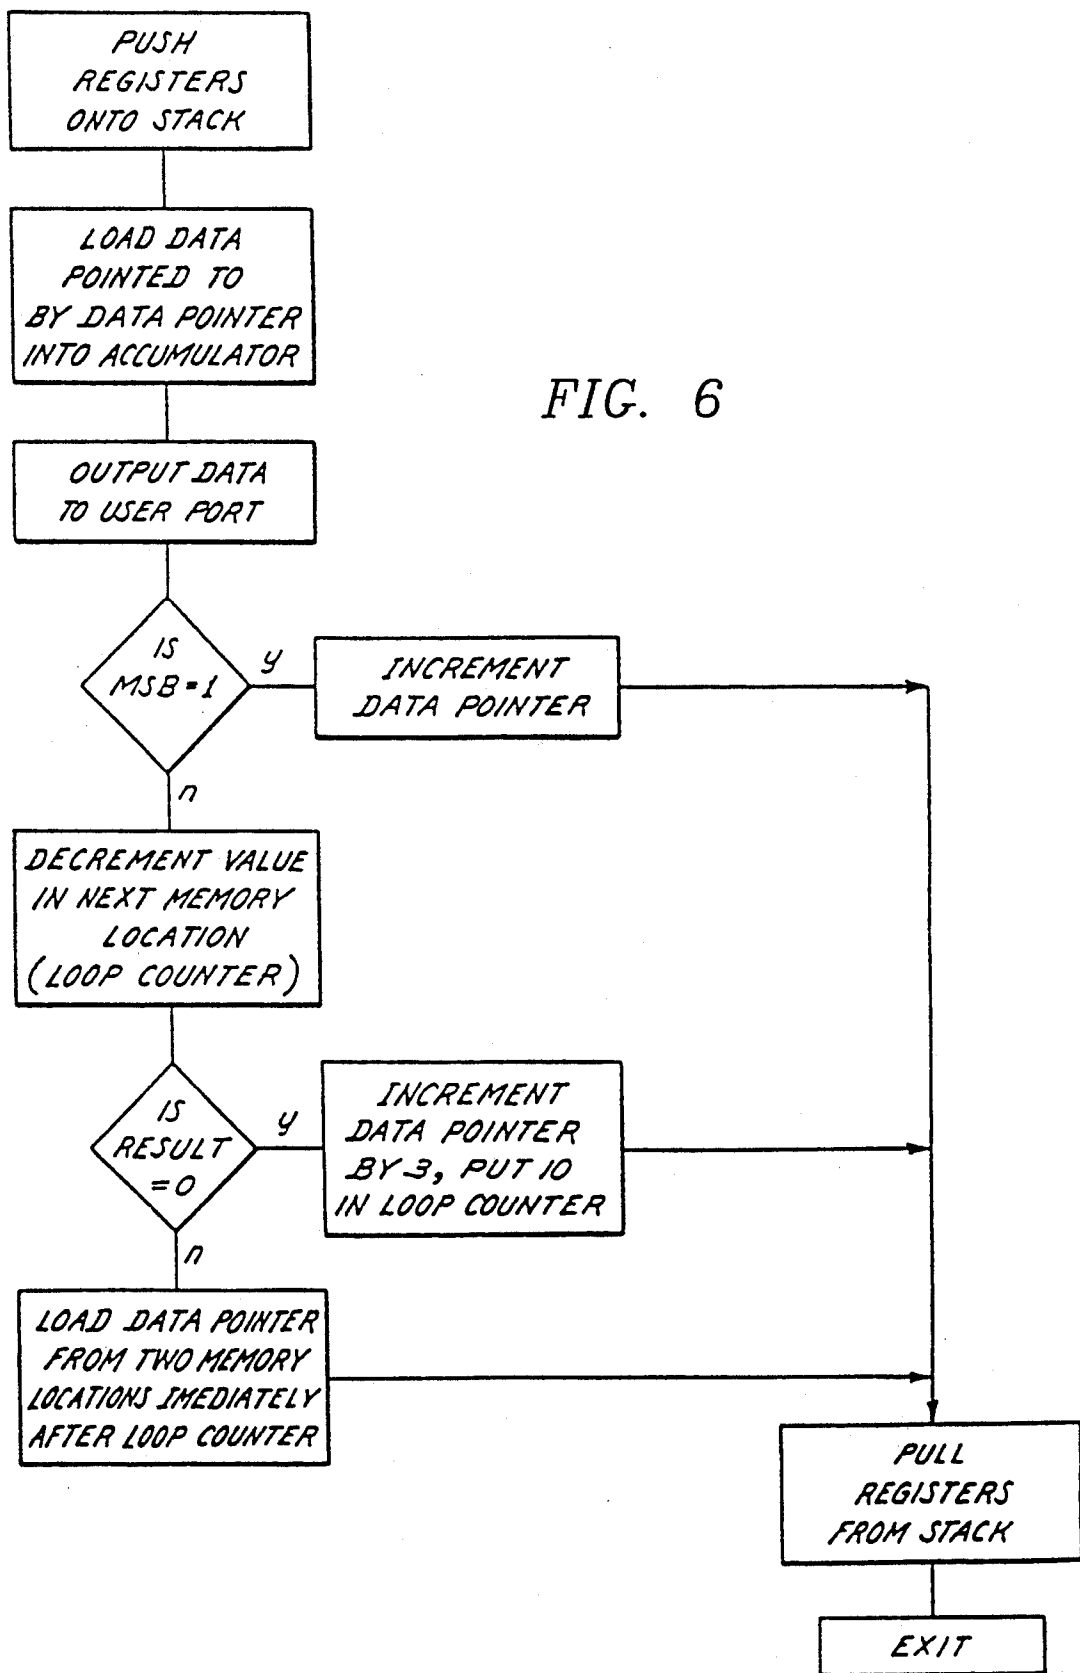 PUSH
REGISTERS
ONTO STACK
LOAD DATA
POINTED TO
BY DATA POINTER
INTO ACCUMULATOR
FIG. 6
OUTPUT DATA
TO USER PORT
IS
MSB=1
y
INCREMENT
DATA POINTER
n
DECREMENT VALUE
IN NEXT MEMORY
LOCATION
(LOOP COUNTER)
IS
RESULT
=0
y
INCREMENT
DATA POINTER
BY 3, PUT 10
IN LOOP COUNTER
n
LOAD DATA POINTER
FROM TWO MEMORY
LOCATIONS IMEDIATELY
AFTER LOOP COUNTER
PULL
REGISTERS
FROM STACK
EXIT